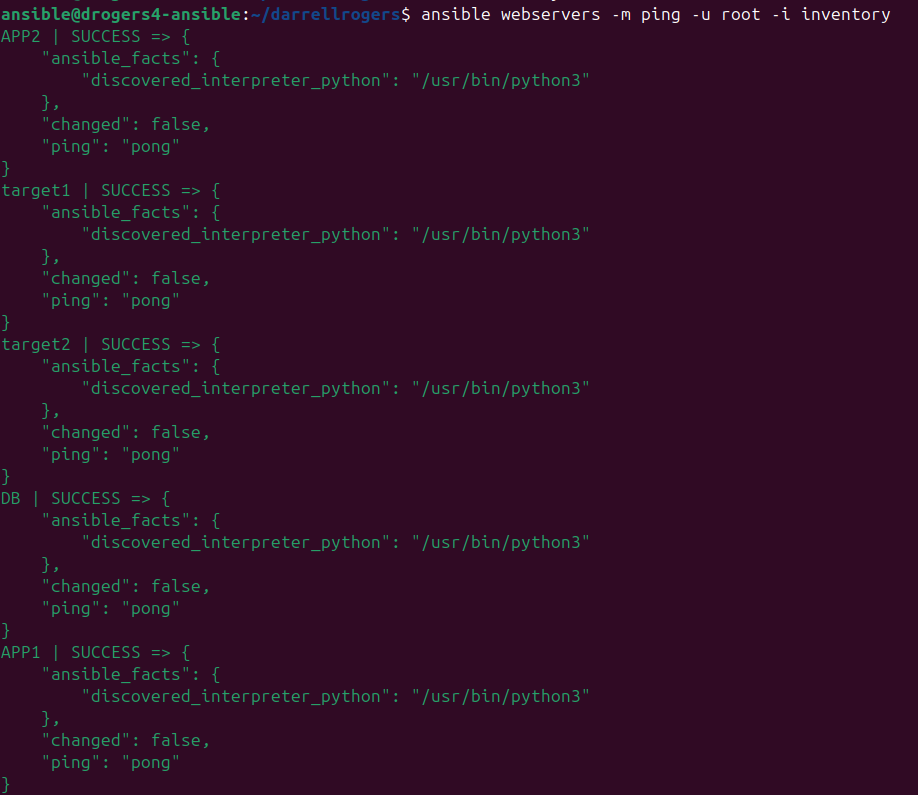 ansible@drogers4-ansible:~/darrellrogers$ ansible webservers -m ping -u root -i inventory
APP2 | SUCCESS => {
    "ansible_facts": {
        "discovered_interpreter_python": "/usr/bin/python3"
    },
    "changed": false,
    "ping": "pong"
}
target1 | SUCCESS => {
    "ansible_facts": {
        "discovered_interpreter_python": "/usr/bin/python3"
    },
    "changed": false,
    "ping": "pong"
}
target2 | SUCCESS => {
    "ansible_facts": {
        "discovered_interpreter_python": "/usr/bin/python3"
    },
    "changed": false,
    "ping": "pong"
}
DB | SUCCESS => {
    "ansible_facts": {
        "discovered_interpreter_python": "/usr/bin/python3"
    },
    "changed": false,
    "ping": "pong"
}
APP1 | SUCCESS => {
    "ansible_facts": {
        "discovered_interpreter_python": "/usr/bin/python3"
    },
    "changed": false,
    "ping": "pong"
}